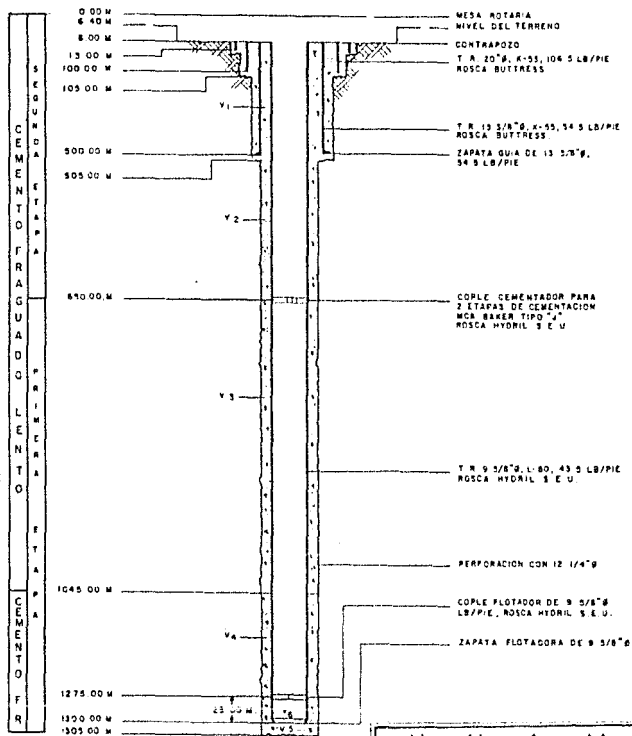 0.00 M
6.40 M
8.00 M
15.00 M
100.00 M
105.00 M
500.00 M
505.00 M
1045.00 M
1275.00 M
25.00 M
1300.00 M
1305.00 M
CEMENTO FRAGUADO LENTO
CEMENTO F R
SEGUNDA ETAPA
PRIMERA ETAPA
V1
V2
V3
V4
V5
V6
MESA ROTARIA
NIVEL DEL TERRENO
CONTRAPOZO
T.R. 20"Ø, K-55, 106.5 LB/PIE
ROSCA BUTTRESS
T.R. 13 3/8"Ø, K-55, 54.5 LB/PIE
ROSCA BUTTRESS.
ZAPATA GUIA DE 13 3/8"Ø,
54.5 LB/PIE
COPLE CEMENTADOR PARA
2 ETAPAS DE CEMENTACION
MCA BAKER TIPO "J"
ROSCA HYDRIL S E U
T R 9 5/8"Ø, L-80, 43.5 LB/PIE
ROSCA HYDRIL S E U.
PERFORACION CON 12 1/4"Ø
COPLE FLOTADOR DE 9 5/8"Ø
LB/PIE, ROSCA HYDRIL S.E.U.
ZAPATA FLOTADORA DE 9 5/8"Ø